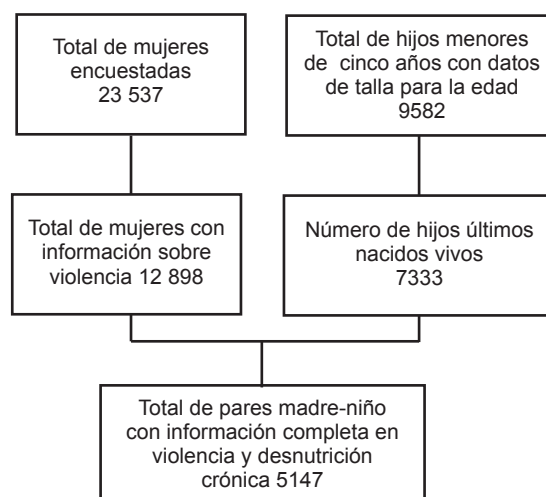 Total de mujeres
encuestadas
23 537
Total de hijos menores
de cinco años con datos
de talla para la edad
9582
Total de mujeres con
información sobre
violencia 12 898
Número de hijos últimos
nacidos vivos
7333
Total de pares madre-niño
con información completa en
violencia y desnutrición
crónica 5147